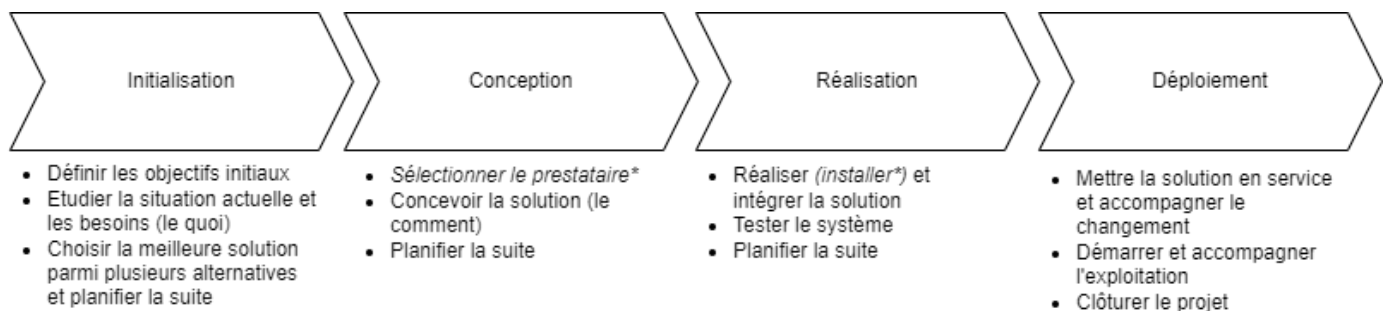 Initialisation
Conception
Réalisation
Déploiement
• Définir les objectifs initiaux
• Etudier la situation actuelle et
les besoins (le quoi)
• Choisir la meilleure solution
parmi plusieurs alternatives
et planifier la suite
• Sélectionner le prestataire*
• Concevoir la solution (le
comment)
• Planifier la suite
• Réaliser (installer*) et
intégrer la solution
• Tester le système
• Planifier la suite
• Mettre la solution en service
et accompagner le
changement
• Démarrer et accompagner
l'exploitation
• Clôturer le projet